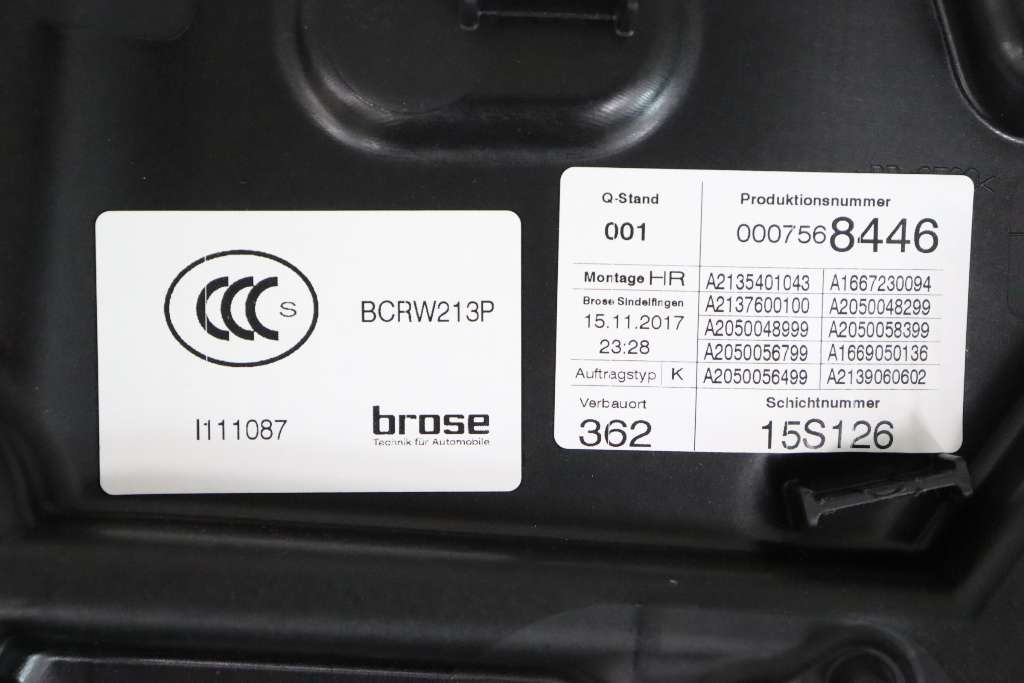 CCC S
BCRW213P
I111087
brose
Technik für Automobile
Q-Stand
Produktionsnummer
001
0007568446
Montage HR
A2135401043
A1667230094
Brose Sindelfingen
A2137600100
A2050048299
15.11.2017
A2050048999
A2050058399
23:28
A2050056799
A1669050136
Auftragstyp K
A2050056499
A2139060602
Verbauort
Schichtnummer
362
15S126